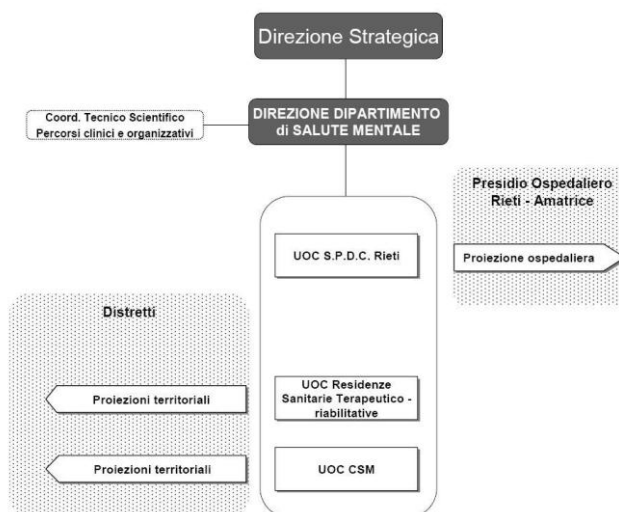 Direzione Strategica
Coord. Tecnico Scientifico
Percorsi clinici e organizzativi
DIREZIONE DIPARTIMENTO
di SALUTE MENTALE
Presidio Ospedaliero
Rieti - Amatrice
UOC S.P.D.C. Rieti
Proiezione ospedaliera
Distretti
Proiezioni territoriali
UOC Residenze
Sanitarie Terapeutico -
riabilitative
Proiezioni territoriali
UOC CSM